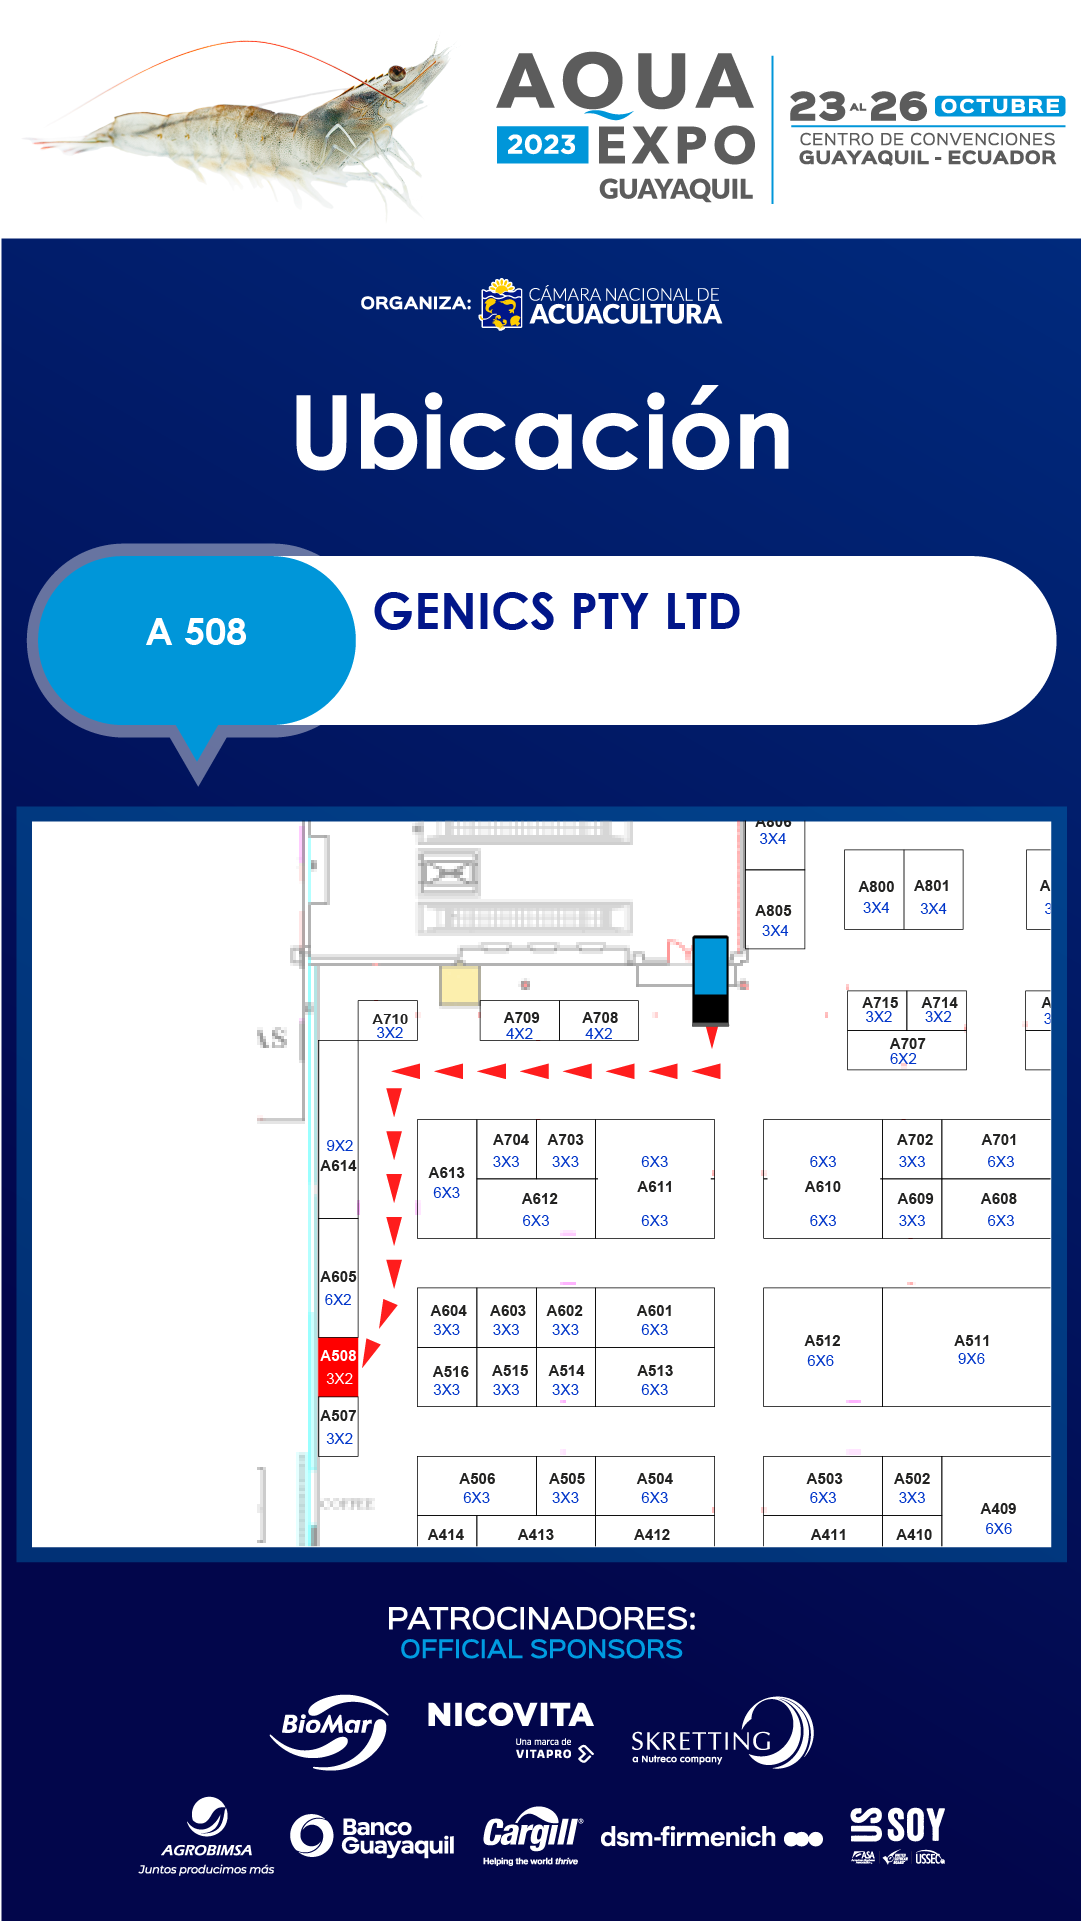 AQUA
2023 EXPO
GUAYAQUIL
23 AL 26 OCTUBRE
CENTRO DE CONVENCIONES
GUAYAQUIL - ECUADOR
ORGANIZA:
CÁMARA NACIONAL DE
ACUACULTURA
Ubicación
A 508
GENICS PTY LTD
A806
3X4
A805
3X4
A800
3X4
A801
3X4
A710
3X2
A709
4X2
A708
4X2
A715
3X2
A714
3X2
A707
6X2
9X2
A614
A613
6X3
A704
3X3
A703
3X3
A612
6X3
6X3
A611
6X3
6X3
A610
6X3
A702
3X3
A701
6X3
A609
3X3
A608
6X3
A605
6X2
A508
3X2
A507
3X2
A604
3X3
A603
3X3
A602
3X3
A601
6X3
A516
3X3
A515
3X3
A514
3X3
A513
6X3
A512
6X6
A511
9X6
COFFEE
A506
6X3
A505
3X3
A504
6X3
A503
6X3
A502
3X3
A409
6X6
A414
A413
A412
A411
A410
PATROCINADORES:
OFFICIAL SPONSORS
BioMar
NICOVITA
Una marca de
VITAPRO
SKRETTING
a Nutreco company
AGROBIMSA
Juntos producimos más
Banco
Guayaquil
Cargill®
Helping the world thrive
dsm-firmenich
US SOY
ASA
USSEC